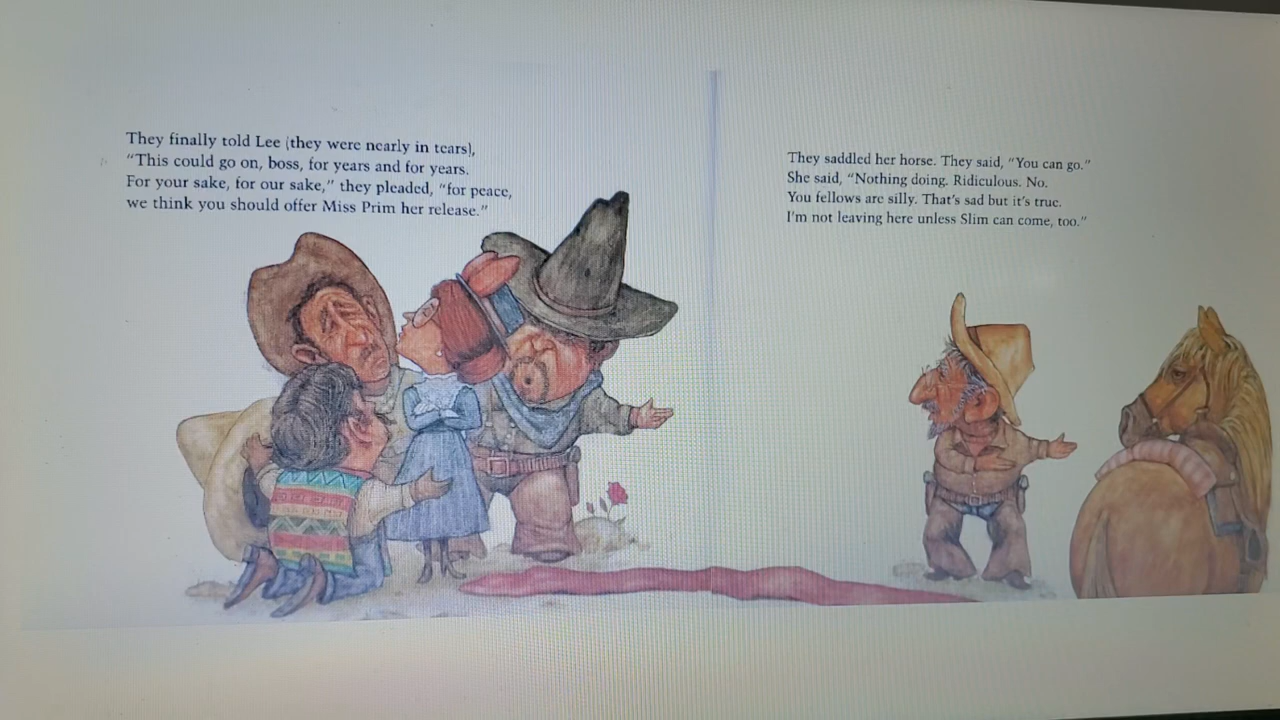 They finally told Lee (they were nearly in tears),
"This could go on, boss, for years and for years.
For your sake, for our sake," they pleaded, "for peace,
we think you should offer Miss Prim her release."
They saddled her horse. They said, "You can go."
She said, "Nothing doing. Ridiculous. No.
You fellows are silly. That's sad but it's true.
I'm not leaving here unless Slim can come, too."